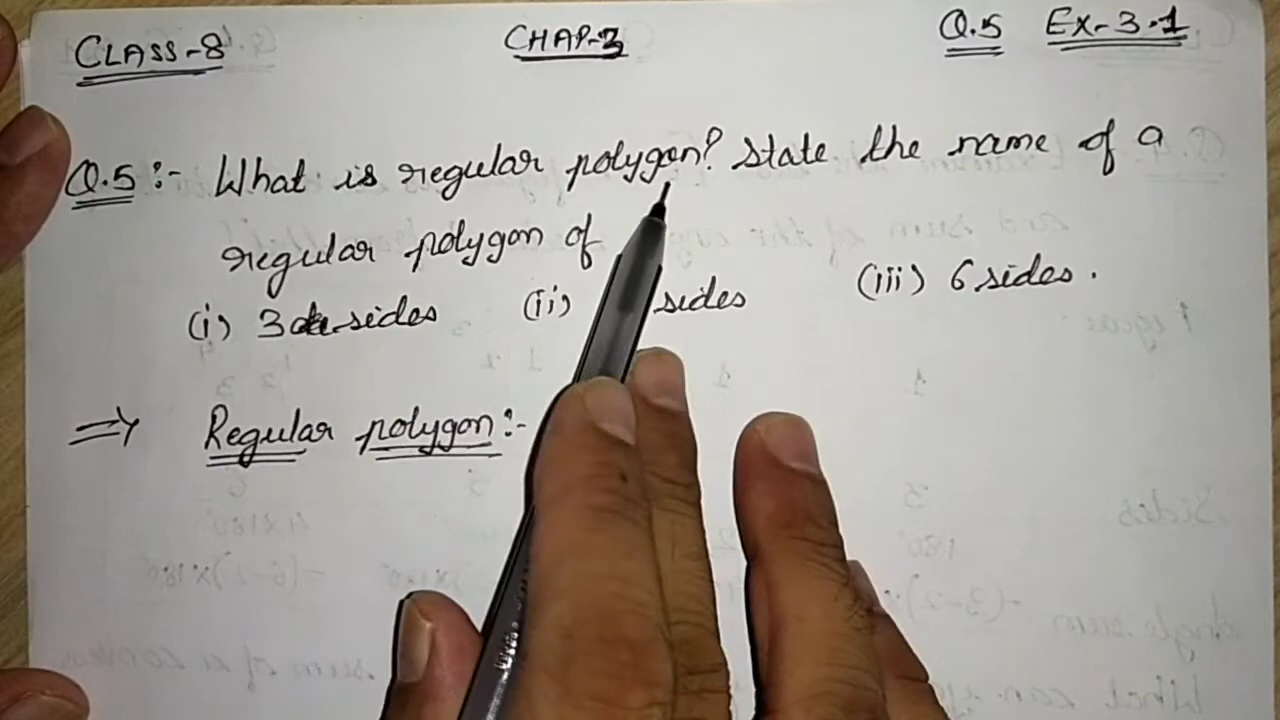 CLASS-8 CHAP-3 Q.5 EX-3.1
Q.5:- What is regular polygon? State the name of a
regular polygon of
(i) 3 sides (ii) sides (iii) 6 sides.
⇒ Regular polygon:-